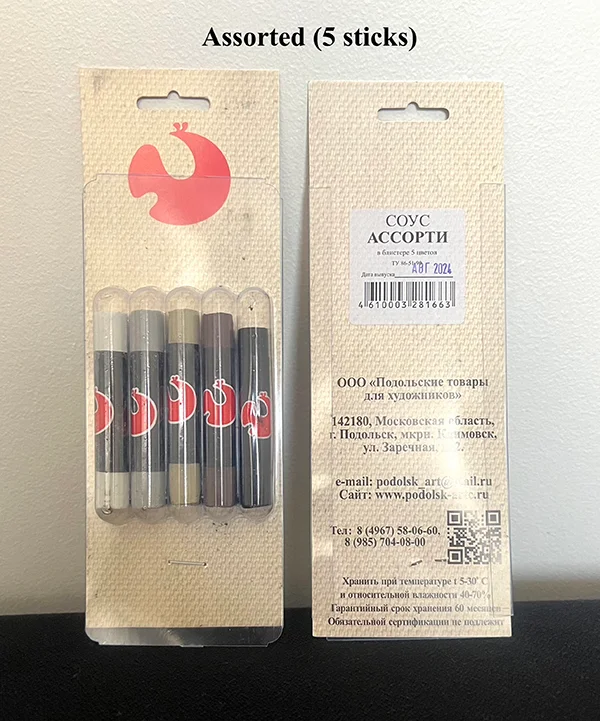 Assorted (5 sticks)
СОУС
АССОРТИ
в блистере 5 цветов
Дата выпуска АВГ 2024
4 610003 281663
ООО «Подольские товары
для художников»
142180, Московская область,
г. Подольск, мкрн. Климовск,
ул. Заречная,
e-mail: podolsk_art@mail.ru
Сайт: www.podolsk-artc.ru
Тел: 8 (4967) 58-06-60,
8 (985) 704-08-00
Хранить при температуре t 5-30° С
и относительной влажности 40-70%
Гарантийный срок хранения 60 месяцев
Обязательной сертификации не подлежит